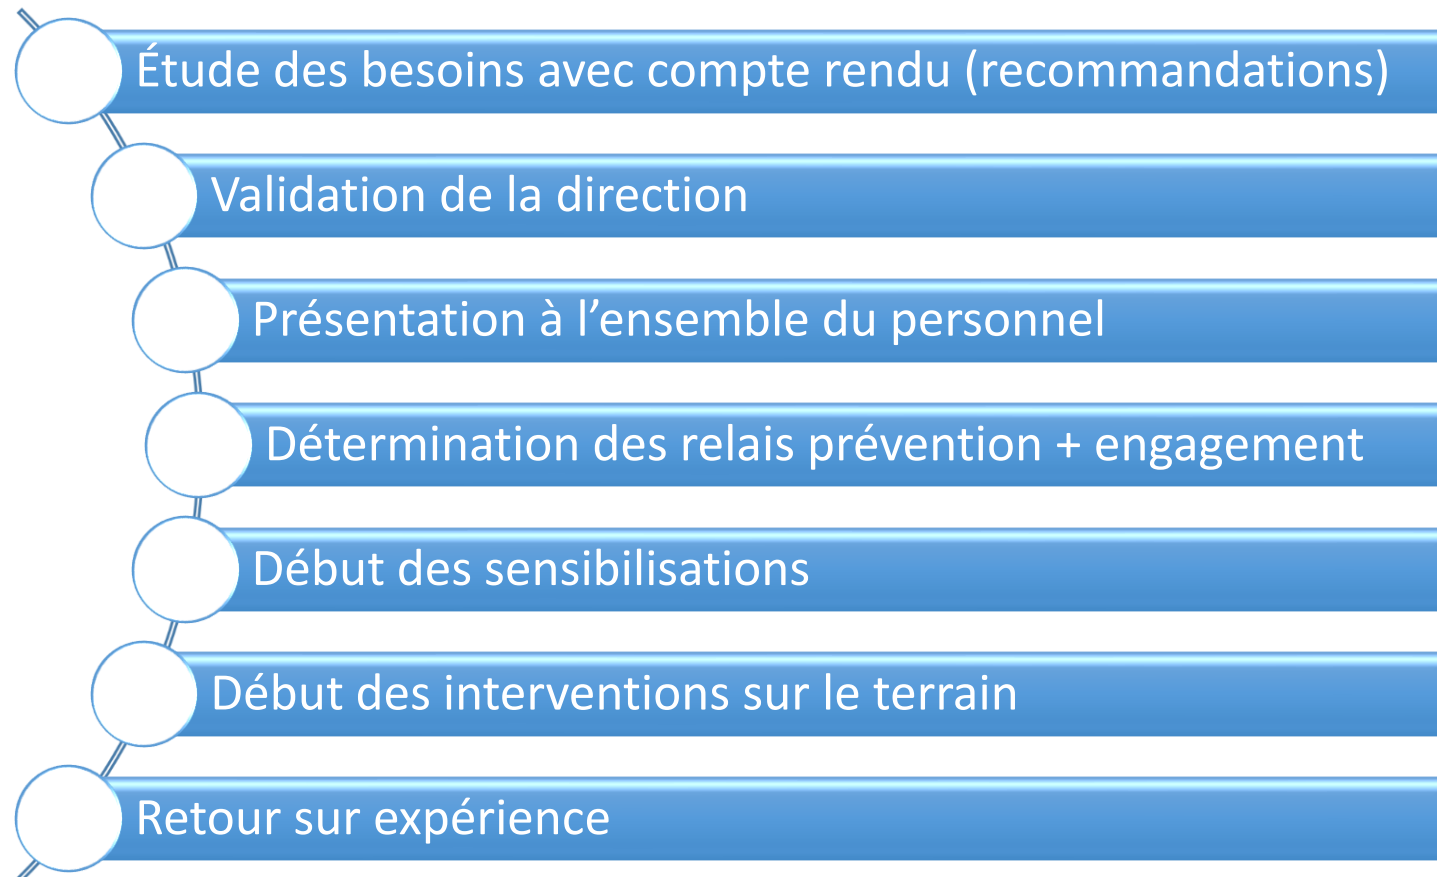 Étude des besoins avec compte rendu (recommandations)
Validation de la direction
Présentation à l’ensemble du personnel
Détermination des relais prévention + engagement
Début des sensibilisations
Début des interventions sur le terrain
Retour sur expérience